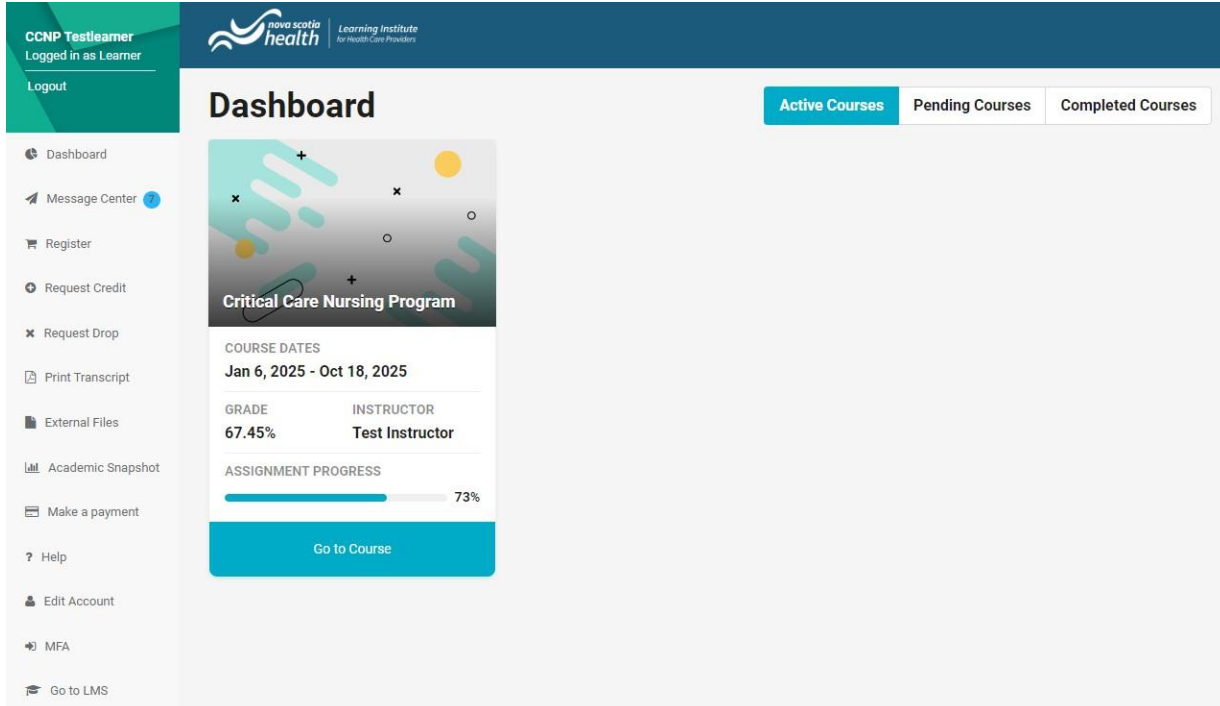 CCNP Testlearner
Logged in as Learner
Logout
Dashboard
Message Center 7
Register
Request Credit
Request Drop
Print Transcript
External Files
Academic Snapshot
Make a payment
? Help
Edit Account
MFA
Go to LMS
nova scotia
health
Learning Institute
for Health Care Providers
Dashboard
Active Courses Pending Courses Completed Courses
Critical Care Nursing Program
COURSE DATES
Jan 6, 2025 - Oct 18, 2025
GRADE INSTRUCTOR
67.45% Test Instructor
ASSIGNMENT PROGRESS
73%
Go to Course